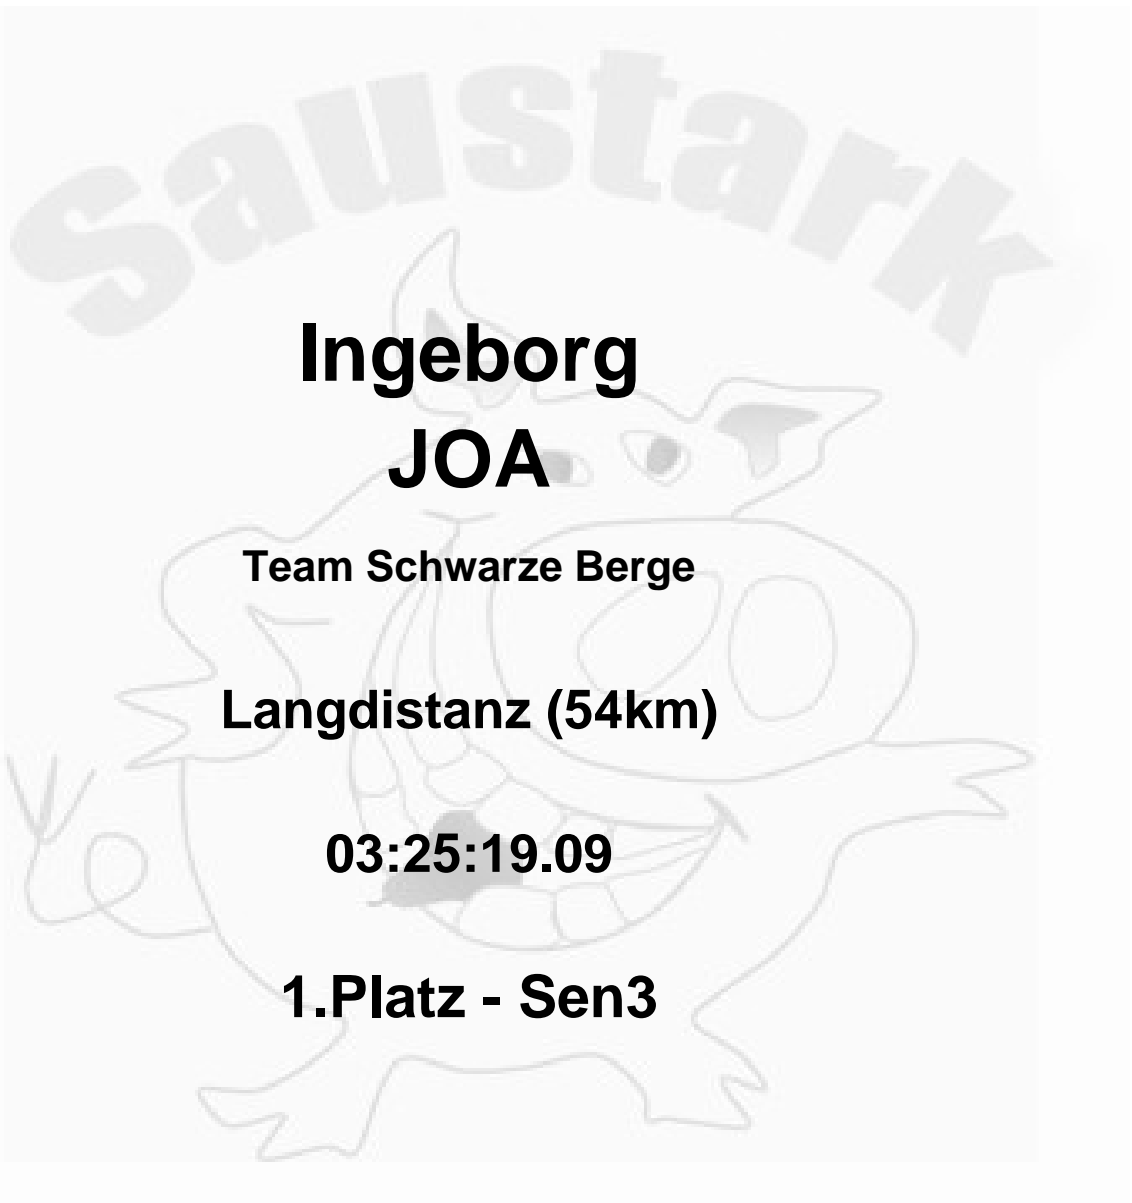 Saustark
Ingeborg
JOA
Team Schwarze Berge
Langdistanz (54km)
03:25:19.09
1.Platz - Sen3